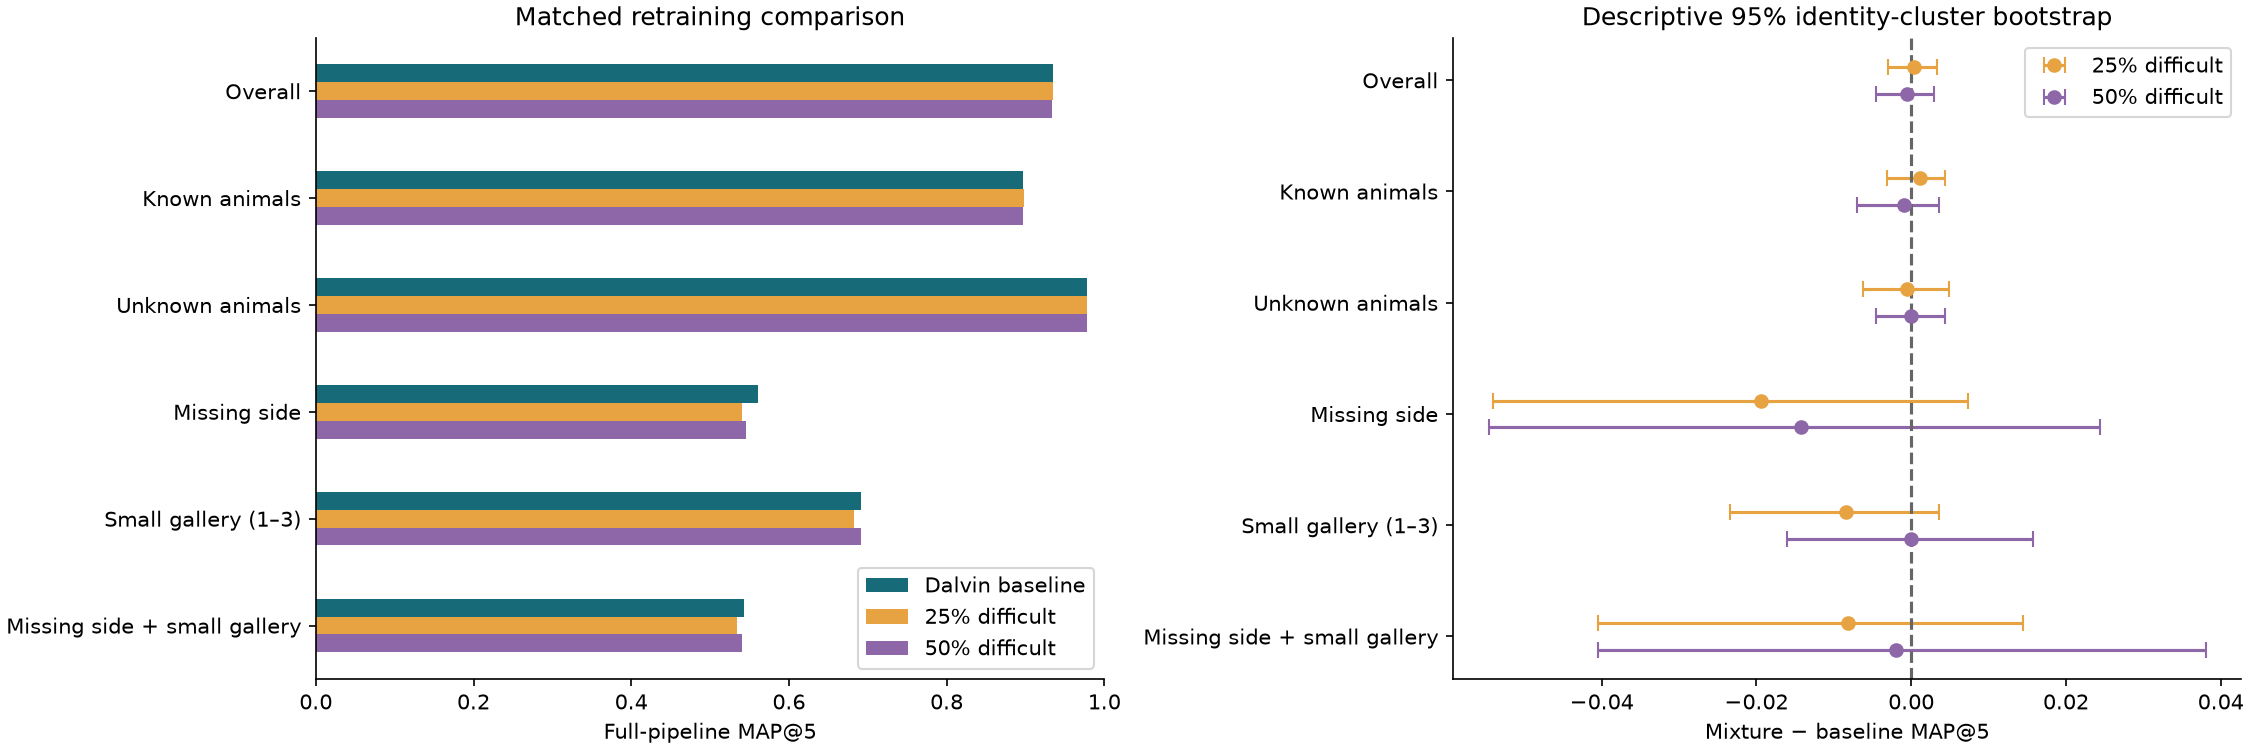 Matched retraining comparison
Overall
Known animals
Unknown animals
Missing side
Small gallery (1–3)
Missing side + small gallery
Dalvin baseline
25% difficult
50% difficult
0.0 0.2 0.4 0.6 0.8 1.0
Full-pipeline MAP@5
Descriptive 95% identity-cluster bootstrap
25% difficult
50% difficult
Overall
Known animals
Unknown animals
Missing side
Small gallery (1–3)
Missing side + small gallery
−0.04 −0.02 0.00 0.02 0.04
Mixture − baseline MAP@5